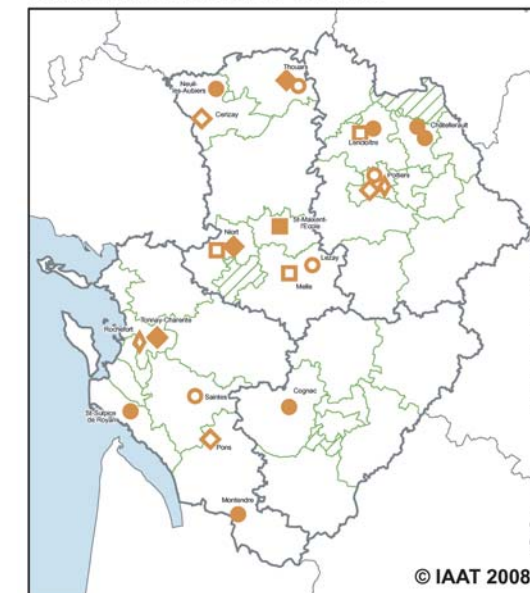 Thouars
Neuil-
les-Aubiers
Cerizay
Châtellerault
Lencloître
Poitiers
St-Maixent-
l'Ecole
Niort
Lezay
Melle
Tonnay-Charente
Rochefort
Saintes
Cognac
St-Sulpice
de Royan
Pons
Montendre
© IAAT 2008